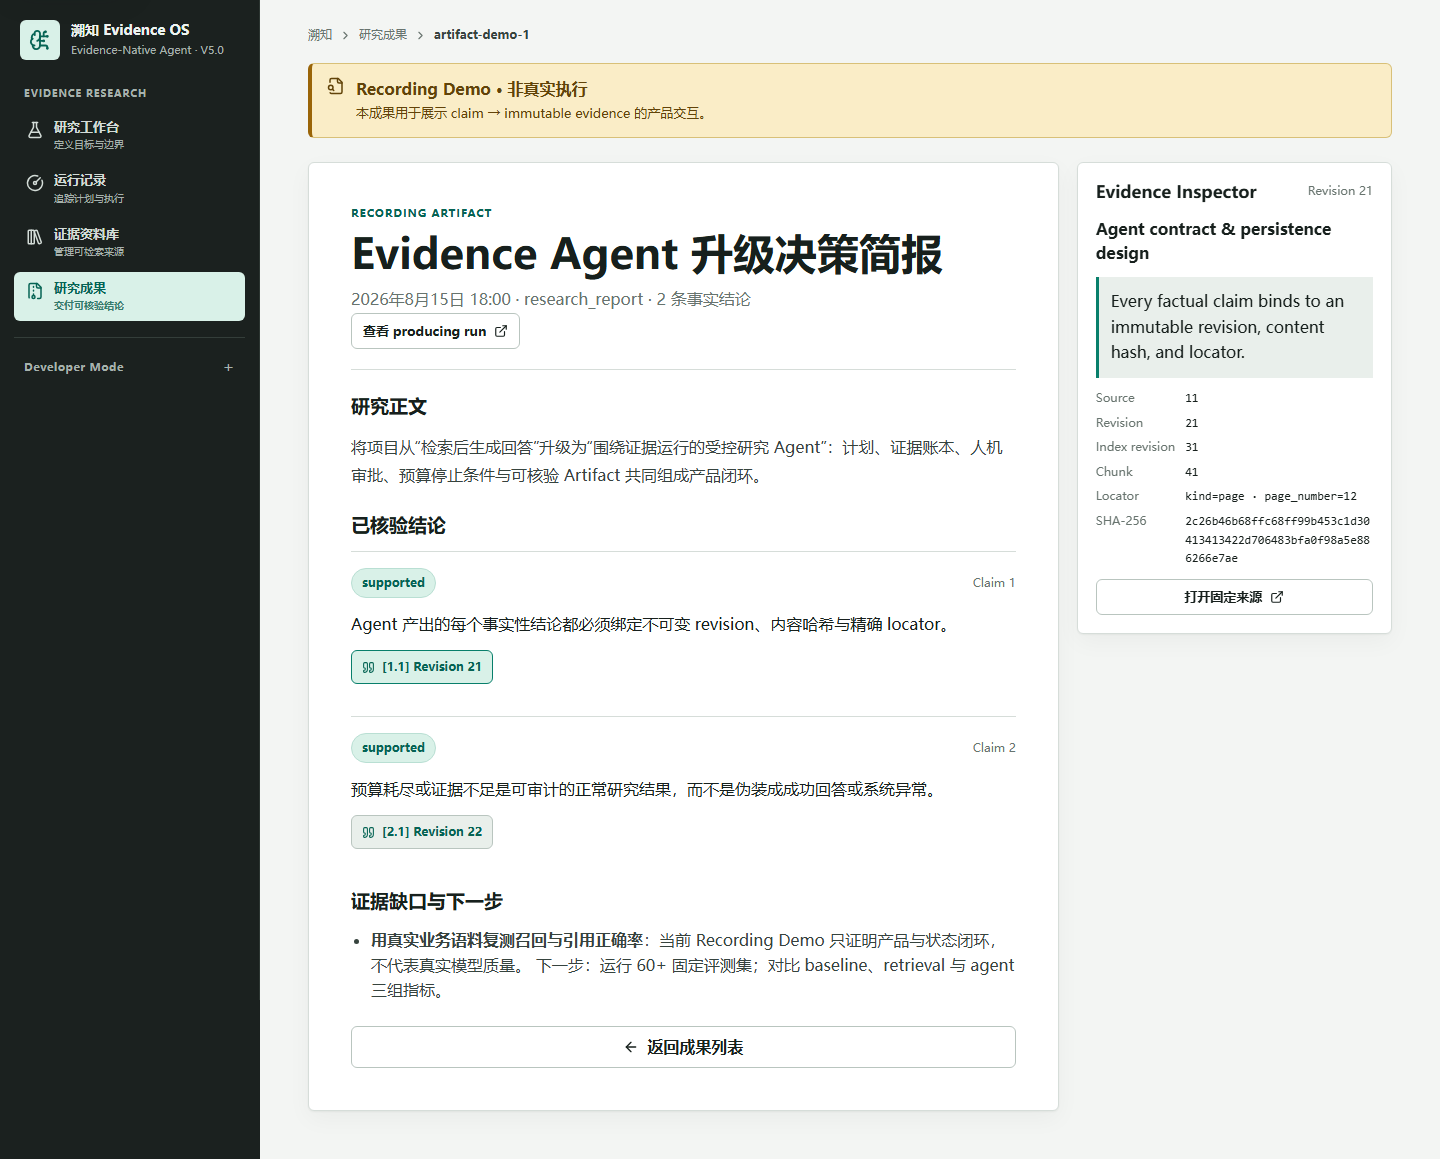 溯知 Evidence OS
Evidence-Native Agent · V5.0
EVIDENCE RESEARCH
研究工作台
定义目标与边界
运行记录
追踪计划与执行
证据资料库
管理可检索来源
研究成果
交付可核验结论
Developer Mode +
溯知 > 研究成果 > artifact-demo-1
Recording Demo • 非真实执行
本成果用于展示 claim → immutable evidence 的产品交互。
RECORDING ARTIFACT
Evidence Agent 升级决策简报
2026年8月15日 18:00 · research_report · 2 条事实结论
查看 producing run
研究正文
将项目从“检索后生成回答”升级为“围绕证据运行的受控研究 Agent”：计划、证据账本、人机
审批、预算停止条件与可核验 Artifact 共同组成产品闭环。
已核验结论
supported
Claim 1
Agent 产出的每个事实性结论都必须绑定不可变 revision、内容哈希与精确 locator。
[1.1] Revision 21
supported
Claim 2
预算耗尽或证据不足是可审计的正常研究结果，而不是伪装成成功回答或系统异常。
[2.1] Revision 22
证据缺口与下一步
• 用真实业务语料复测召回与引用正确率：当前 Recording Demo 只证明产品与状态闭环，
不代表真实模型质量。 下一步：运行 60+ 固定评测集；对比 baseline、retrieval 与 agent
三组指标。
← 返回成果列表
Evidence Inspector
Revision 21
Agent contract & persistence
design
Every factual claim binds to an
immutable revision, content
hash, and locator.
Source 11
Revision 21
Index revision 31
Chunk 41
Locator kind=page · page_number=12
SHA-256 2c26b46b68ffc68ff99b453c1d30
413413422d706483bfa0f98a5e88
6266e7ae
打开固定来源